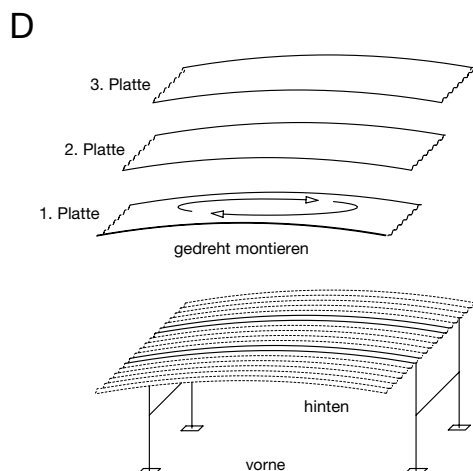 D
3. Platte
2. Platte
1. Platte
gedreht montieren
hinten
vorne